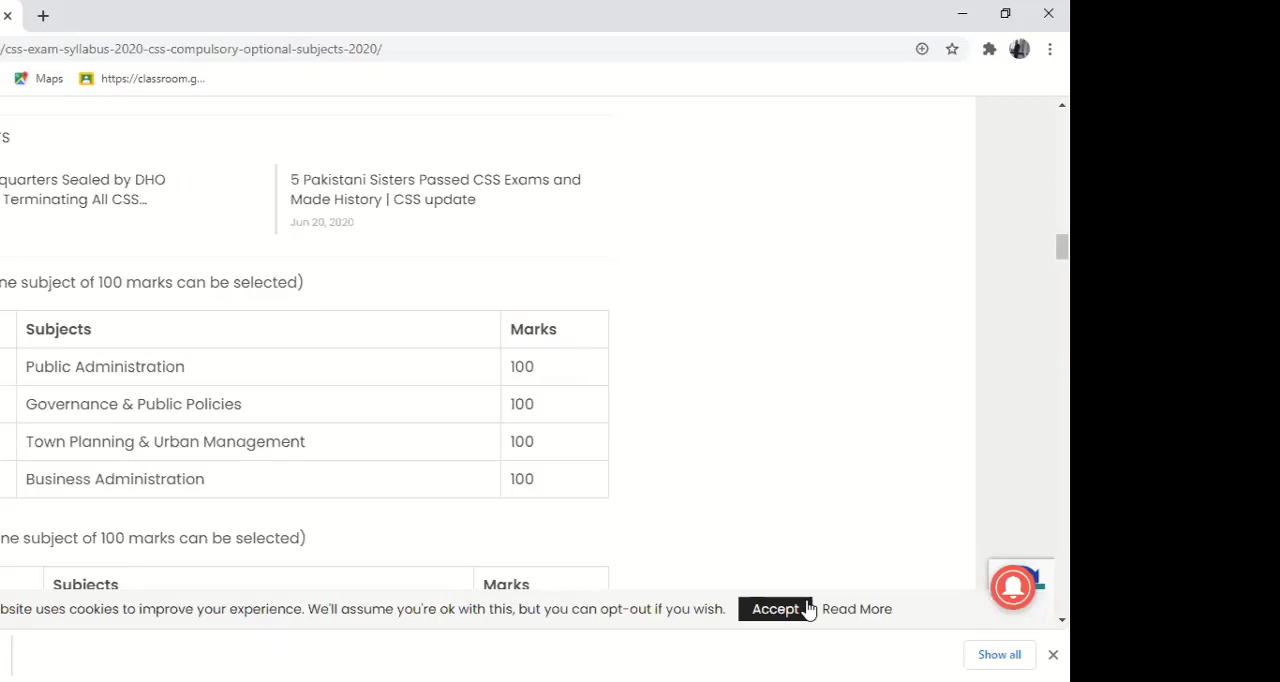 /css-exam-syllabus-2020-css-compulsory-optional-subjects-2020/
Maps https://classroom.g...
TS
quarters Sealed by DHO
Terminating All CSS...
5 Pakistani Sisters Passed CSS Exams and
Made History | CSS update
Jun 20, 2020
ne subject of 100 marks can be selected)
Subjects Marks
Public Administration 100
Governance & Public Policies 100
Town Planning & Urban Management 100
Business Administration 100
ne subject of 100 marks can be selected)
Subjects Marks
bsite uses cookies to improve your experience. We'll assume you're ok with this, but you can opt-out if you wish. Accept Read More
Show all